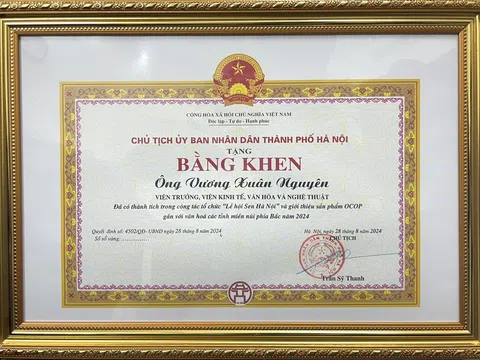 CỘNG HÒA XÃ HỘI CHỦ NGHĨA VIỆT NAM
Độc lập - Tự do - Hạnh phúc
CHỦ TỊCH ỦY BAN NHÂN DÂN THÀNH PHỐ HÀ NỘI
TẶNG
BẰNG KHEN
Ông Vương Xuân Nguyên
VIỆN TRƯỞNG, VIỆN KINH TẾ, VĂN HÓA VÀ NGHỆ THUẬT
Đã có thành tích trong công tác tổ chức "Lễ hội Sen Hà Nội" và giới thiệu sản phẩm OCOP
gắn với văn hoá các tỉnh miền núi phía Bắc năm 2024
Quyết định số: 4502/QĐ- UBND ngày 28 tháng 8 năm 2024
Số sổ vàng:...............
Hà Nội, ngày 28 tháng 8 năm 2024
CHỦ TỊCH
Trần Sỹ Thanh